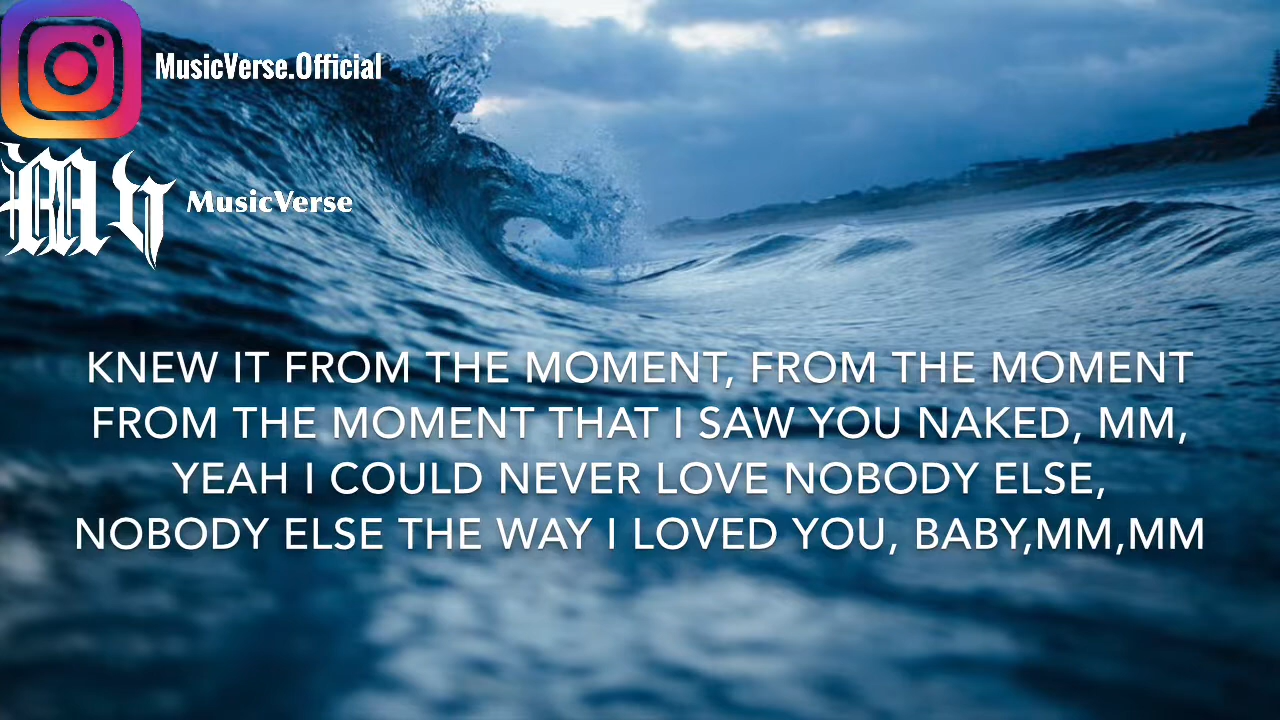 MusicVerse.Official
MV MusicVerse
KNEW IT FROM THE MOMENT, FROM THE MOMENT
FROM THE MOMENT THAT I SAW YOU NAKED, MM,
YEAH I COULD NEVER LOVE NOBODY ELSE,
NOBODY ELSE THE WAY I LOVED YOU, BABY,MM,MM